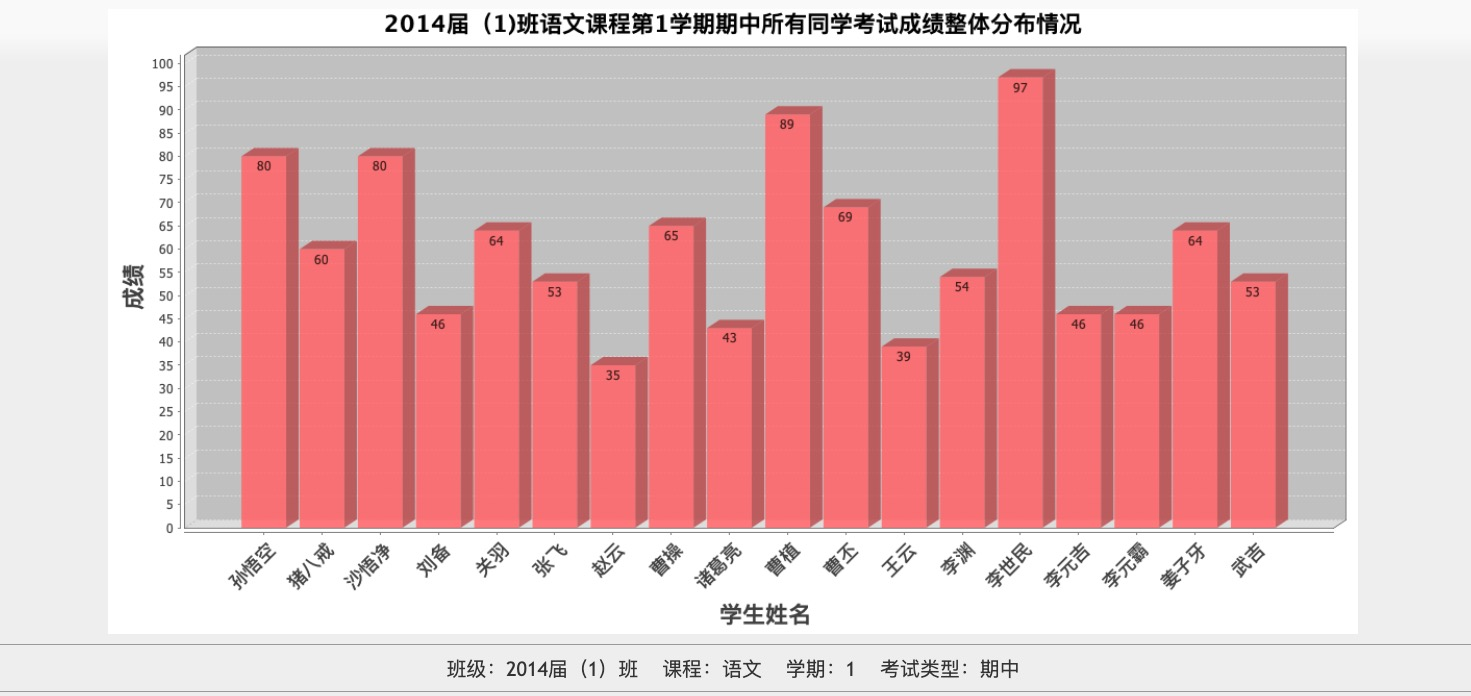 2014届（1)班语文课程第1学期期中所有同学考试成绩整体分布情况
成绩
100
95
90
85
80
75
70
65
60
55
50
45
40
35
30
25
20
15
10
5
0
80
60
80
46
64
53
35
65
43
89
69
39
54
97
46
46
64
53
孙悟空
猪八戒
沙悟净
刘备
关羽
张飞
赵云
曹操
诸葛亮
曹植
曹丕
王云
李渊
李世民
李元吉
李元霸
姜子牙
武吉
学生姓名
班级：2014届（1）班 课程：语文 学期：1 考试类型：期中